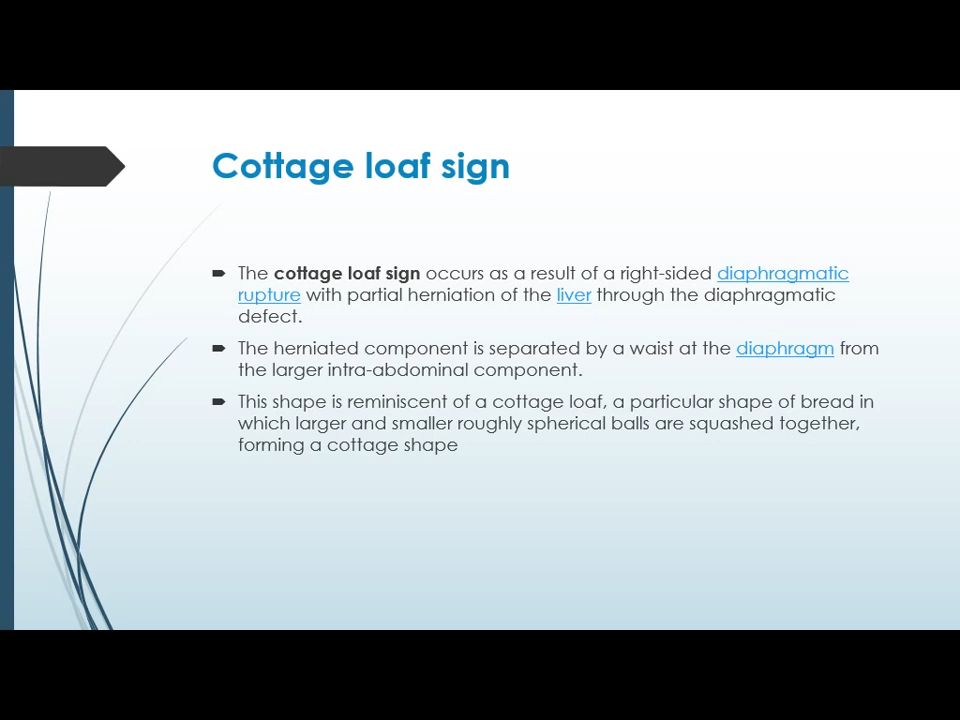 Cottage loaf sign
The cottage loaf sign occurs as a result of a right-sided diaphragmatic
rupture with partial herniation of the liver through the diaphragmatic
defect.
The herniated component is separated by a waist at the diaphragm from
the larger intra-abdominal component.
This shape is reminiscent of a cottage loaf, a particular shape of bread in
which larger and smaller roughly spherical balls are squashed together,
forming a cottage shape